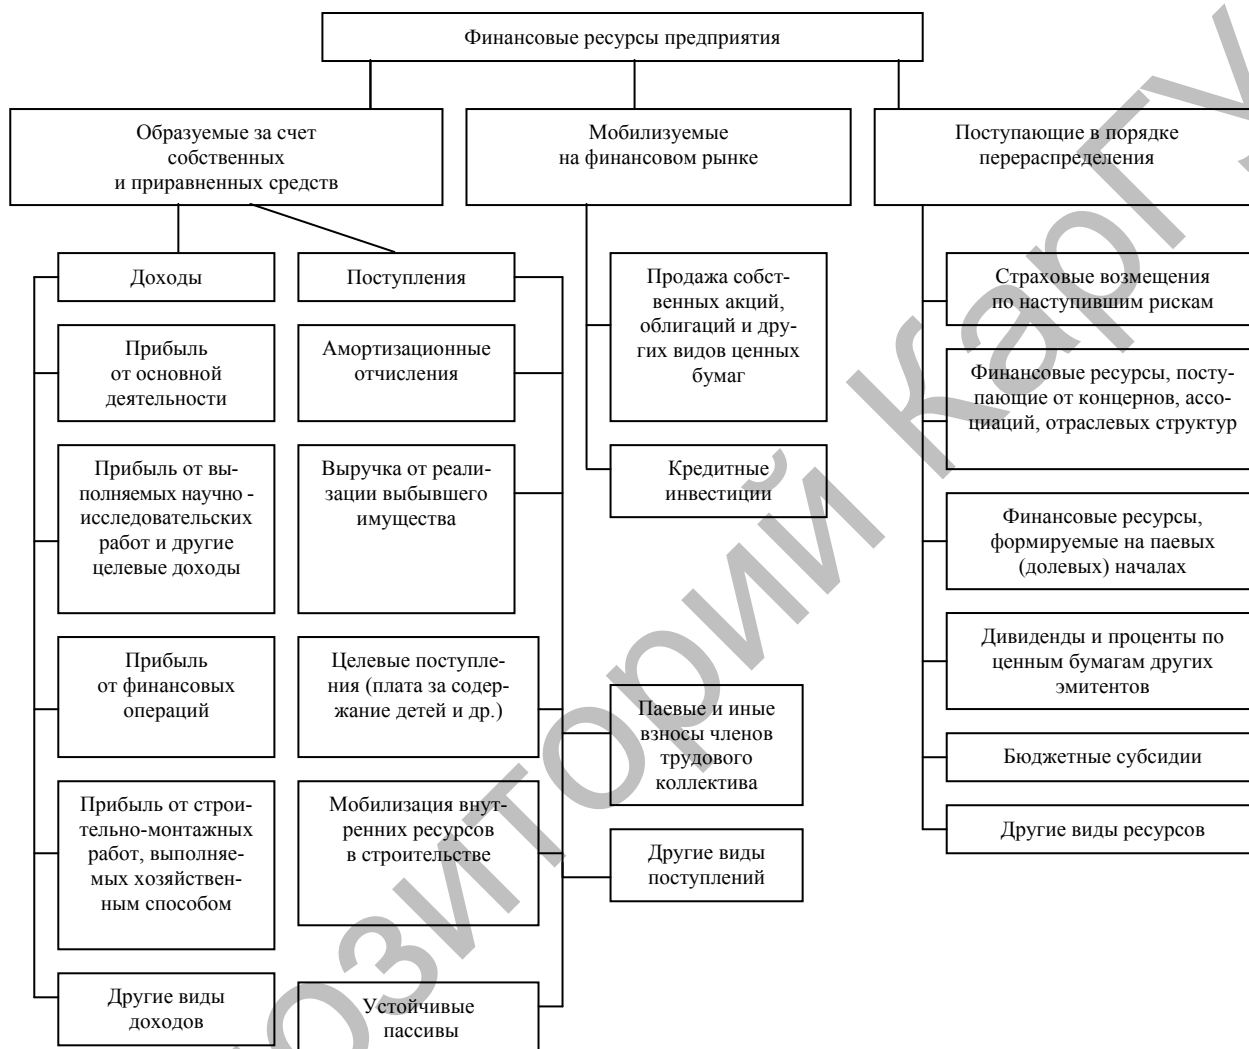 Финансовые ресурсы предприятия
Образуемые за счет
собственных
и приравненных средств
Мобилизуемые
на финансовом рынке
Поступающие в порядке
перераспределения
Доходы
Прибыль
от основной
деятельности
Прибыль от вы-
полняемых научно -
исследовательских
работ и другие
целевые доходы
Прибыль
от финансовых
операций
Прибыль от строи-
тельно-монтажных
работ, выполняе-
мых хозяйствен-
ным способом
Другие виды
доходов
Поступления
Амортизационные
отчисления
Выручка от реали-
зации выбывшего
имущества
Целевые поступле-
ния (плата за содер-
жание детей и др.)
Мобилизация внут-
ренних ресурсов
в строительстве
Устойчивые
пассивы
Паевые и иные
взносы членов
трудового
коллектива
Другие виды
поступлений
Продажа собст-
венных акций,
облигаций и дру-
гих видов ценных
бумаг
Кредитные
инвестиции
Страховые возмещения
по наступившим рискам
Финансовые ресурсы, посту-
пающие от концернов, ассо-
циаций, отраслевых структур
Финансовые ресурсы,
формируемые на паевых
(долевых) началах
Дивиденды и проценты по
ценным бумагам других
эмитентов
Бюджетные субсидии
Другие виды ресурсов
озиторий КарГУ